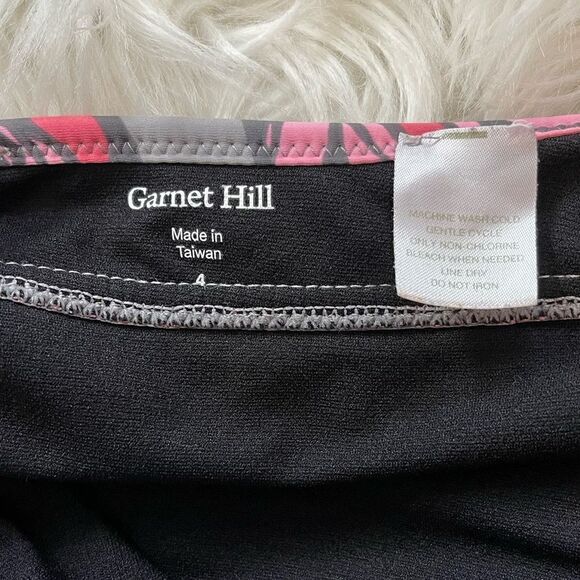 Garnet Hill
Made in
Taiwan
4
MACHINE WASH COLD
GENTLE CYCLE
ONLY NON-CHLORINE
BLEACH WHEN NEEDED
LINE DRY
DO NOT IRON